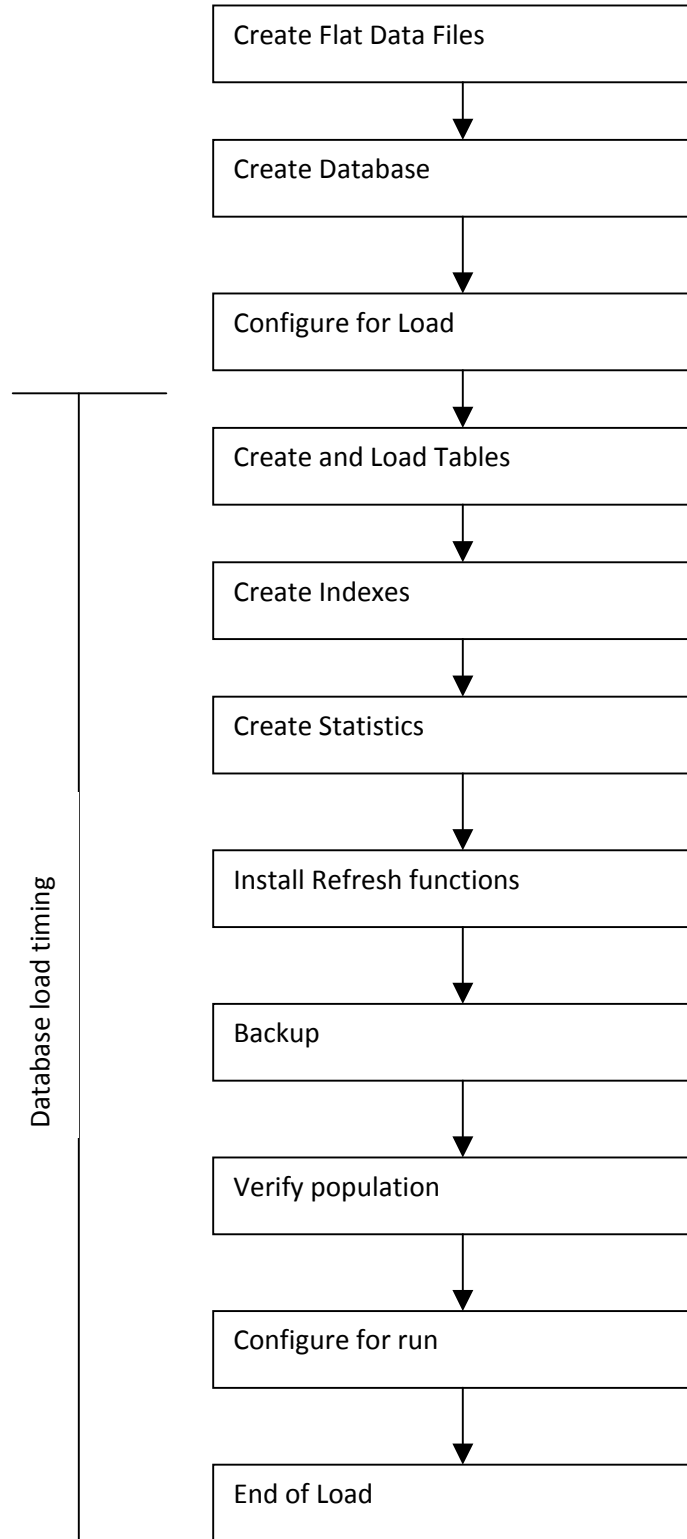 Create Flat Data Files
Create Database
Configure for Load
Create and Load Tables
Create Indexes
Create Statistics
Install Refresh functions
Backup
Verify population
Configure for run
End of Load
Database load timing